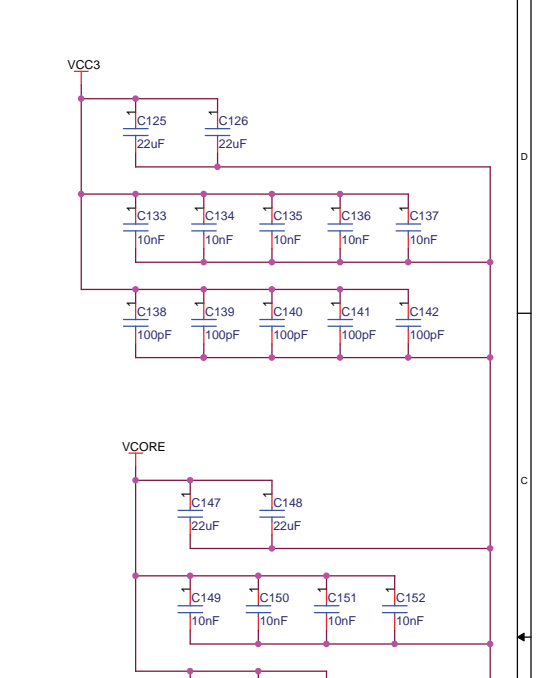 VCC3
C125 C126
22uF 22uF
D
C133 C134 C135 C136 C137
10nF 10nF 10nF 10nF 10nF
C138 C139 C140 C141 C142
100pF 100pF 100pF 100pF 100pF
VCORE
C
C147 C148
22uF 22uF
C149 C150 C151 C152
10nF 10nF 10nF 10nF